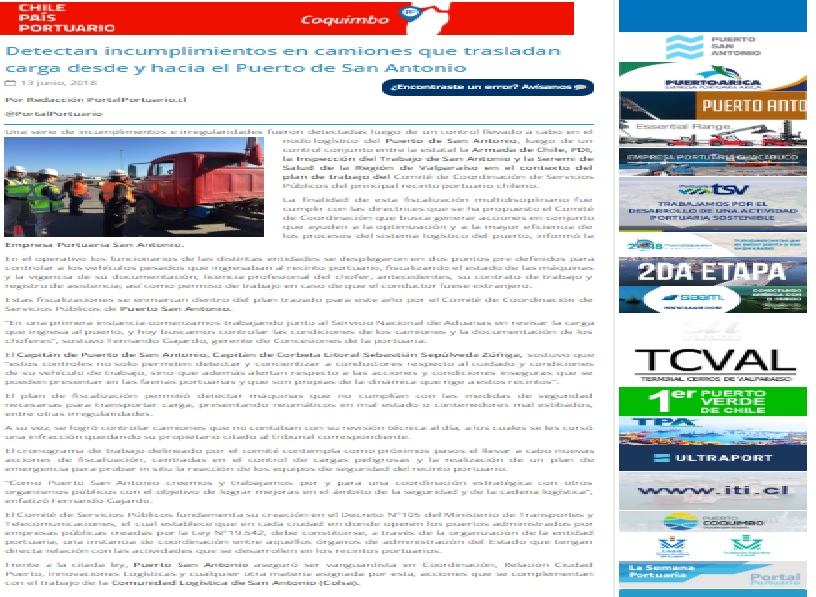 CHILE
PAÍS
PORTUARIO
Coquimbo
Detectan incumplimientos en camiones que trasladan
carga desde y hacia el Puerto de San Antonio
13 junio, 2018
¿Encontraste un error? Avísanos
Por Redacción PortalPortuario.cl
@PortalPortuario
Una serie de incumplimientos e irregularidades fueron detectadas luego de un control llevado a cabo en el
nodo logístico del Puerto de San Antonio, luego de un
control conjunto entre la estatal la Armada de Chile, PDI,
la Inspección del Trabajo de San Antonio y la Seremi de
Salud de la Región de Valparaíso en el contexto del
plan de trabajo del Comité de Coordinación de Servicios
Públicos del principal recinto portuario chileno.
La finalidad de esta fiscalización multidisciplinario fue
cumplir con las directrices que se ha propuesto el Comité
de Coordinación que busca generar acciones en conjunto
que ayuden a la optimización y a la mayor eficiencia de
los procesos del sistema logístico del puerto, informó la
Empresa Portuaria San Antonio.
En el operativo los funcionarios de las distintas entidades se desplegaron en dos puntos pre definidos para
controlar a los vehículos pesados que ingresaban al recinto portuario, fiscalizando el estado de las máquinas
y la vigencia de su documentación, licencia profesional del chofer, antecedentes, su contrato de trabajo y
registro de asistencia; así como permiso de trabajo en caso de que el conductor fuese extranjero.
Estas fiscalizaciones se enmarcan dentro del plan trazado para este año por el Comité de Coordinación de
Servicios Públicos de Puerto San Antonio.
"En una primera instancia comenzamos trabajando junto al Servicio Nacional de Aduanas en revisar la carga
que ingresa al puerto, y hoy buscamos controlar las condiciones de los camiones y la documentación de los
choferes", sostuvo Fernando Gajardo, gerente de Concesiones de la portuaria.
El Capitán de Puerto de San Antonio, Capitán de Corbeta Litoral Sebastián Sepúlveda Zúñiga, sostuvo que
"estos controles no solo permiten detectar y concientizar a conductores respecto al cuidado y condiciones
de su vehículo de trabajo, sino que además alertan respecto a las acciones y condiciones inseguras que se
pueden presentar en las faenas portuarias y que son propias de la dinámica que rige a estos recintos".
El plan de fiscalización permitió detectar máquinas que no cumplían con las medidas de seguridad
necesarias para transportar carga, presentando neumáticos en mal estado o contenedores mal estibados,
entre otras irregularidades.
A su vez, se logró controlar camiones que no contaban con su revisión técnica al día, a los cuales se les cursó
una infracción quedando su propietario citado al tribunal correspondiente.
El cronograma de trabajo delineado por el comité contempla como próximos pasos el llevar a cabo nuevas
acciones de fiscalización, centradas en el control de cargas peligrosas y la realización de un plan de
emergencia para probar in situ la reacción de los equipos de seguridad del recinto portuario.
"Como Puerto San Antonio creemos y trabajamos por y para una coordinación estratégica con otros
organismos públicos con el objetivo de lograr mejoras en el ámbito de la seguridad y de la cadena logística",
enfatizó Fernando Gajardo.
El Comité de Servicios Públicos fundamenta su creación en el Decreto N°105 del Ministerio de Transportes y
Telecomunicaciones, el cual establece que en cada ciudad en donde operen los puertos administrados por
empresas públicas creadas por la Ley N°19.542, debe constituirse, a través de la organización de la entidad
portuaria, una instancia de coordinación entre aquellos órganos de administración del Estado que tengan
directa relación con las actividades que se desarrollen en los recintos portuarios.
Frente a la citada ley, Puerto San Antonio aseguró ser vanguardista en Coordinación, Relación Ciudad
Puerto, Innovaciones Logísticas y cualquier otra materia asignada por esta, acciones que se complementan
con el trabajo de la Comunidad Logística de San Antonio (Colsa).
PUERTO
SAN
ANTONIO
PUERTOARICA
EMPRESA PORTUARIA ARICA
PUERTO ANTO
Essential Range
EMPRESA PORTUARIA CHACABUCO
tsv
TRABAJAMOS POR EL
DESARROLLO DE UNA ACTIVIDAD
PORTUARIA SOSTENIBLE
2DA ETAPA
TCVAL
TERMINAL CERROS DE VALPARAISO
1er PUERTO
VERDE
DE CHILE
TPA
ULTRAPORT
www.iti.cl
PUERTO
COQUIMBO
La Semana
Portuaria
Portal